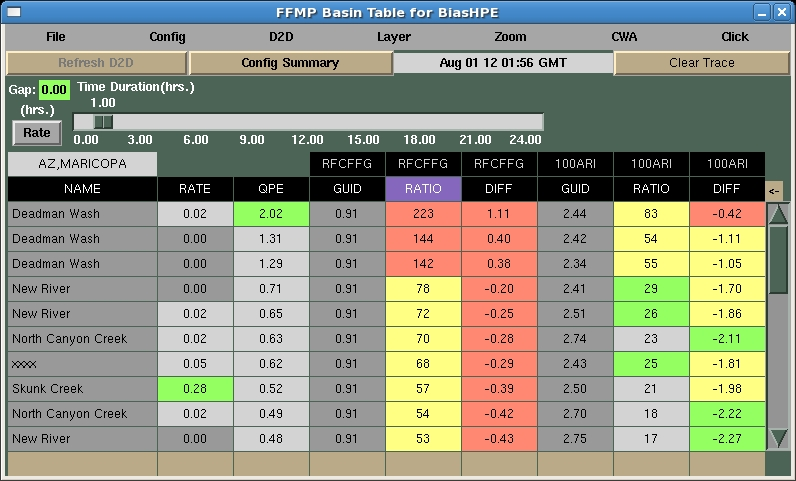 FFMP Basin Table for BiasHPE
File Config D2D Layer Zoom CWA Click
Refresh D2D Config Summary Aug 01 12 01:56 GMT Clear Trace
Gap: 0.00 Time Duration(hrs.)
(hrs.) 1.00
Rate
0.00 3.00 6.00 9.00 12.00 15.00 18.00 21.00 24.00
AZ,MARICOPA RFCFFG RFCFFG RFCFFG 100ARI 100ARI 100ARI
NAME RATE QPE GUID RATIO DIFF GUID RATIO DIFF <-
Deadman Wash 0.02 2.02 0.91 223 1.11 2.44 83 -0.42
Deadman Wash 0.00 1.31 0.91 144 0.40 2.42 54 -1.11
Deadman Wash 0.00 1.29 0.91 142 0.38 2.34 55 -1.05
New River 0.00 0.71 0.91 78 -0.20 2.41 29 -1.70
New River 0.02 0.65 0.91 72 -0.25 2.51 26 -1.86
North Canyon Creek 0.02 0.63 0.91 70 -0.28 2.74 23 -2.11
xxxx 0.05 0.62 0.91 68 -0.29 2.43 25 -1.81
Skunk Creek 0.28 0.52 0.91 57 -0.39 2.50 21 -1.98
North Canyon Creek 0.02 0.49 0.91 54 -0.42 2.70 18 -2.22
New River 0.00 0.48 0.91 53 -0.43 2.75 17 -2.27